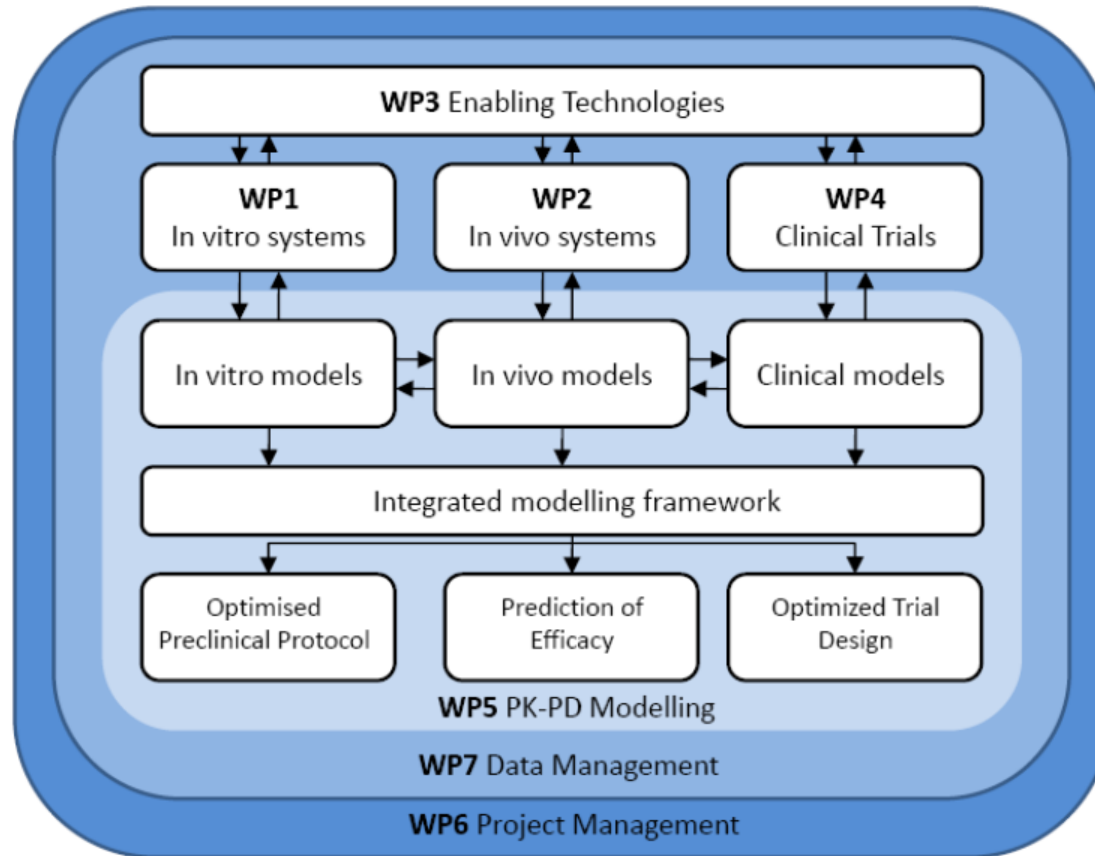 WP3 Enabling Technologies
WP1
In vitro systems
WP2
In vivo systems
WP4
Clinical Trials
In vitro models
In vivo models
Clinical models
Integrated modelling framework
Optimised
Preclinical Protocol
Prediction of
Efficacy
Optimized Trial
Design
WP5 PK-PD Modelling
WP7 Data Management
WP6 Project Management